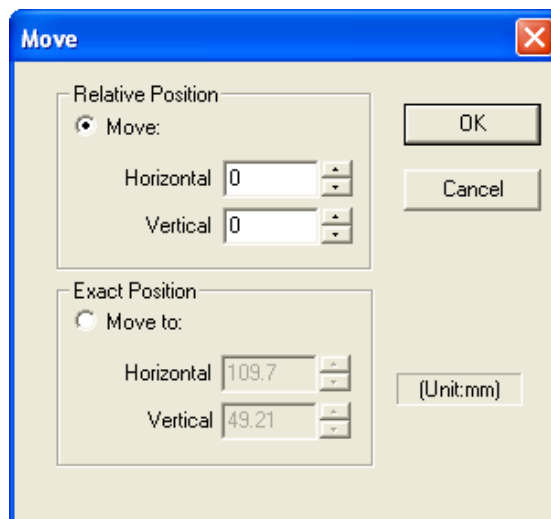 Move
Relative Position
Move:
OK
Horizontal 0
Cancel
Vertical 0
Exact Position
Move to:
Horizontal 109.7
(Unit:mm)
Vertical 49.21